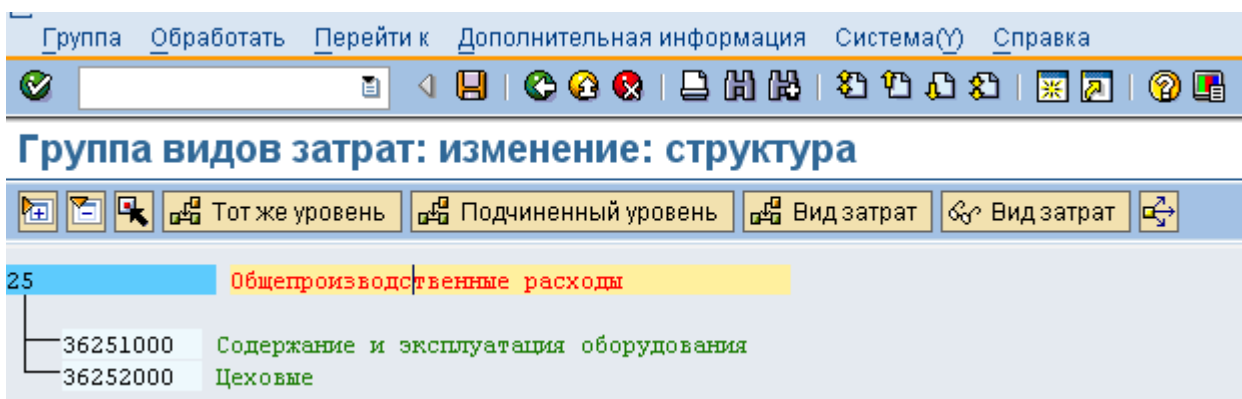 Группа Обработать Перейти к Дополнительная информация Система(Y) Справка
Группа видов затрат: изменение: структура
Тот же уровень Подчиненный уровень Вид затрат Вид затрат
25 Общепроизводственные расходы
36251000 Содержание и эксплуатация оборудования
36252000 Цеховые